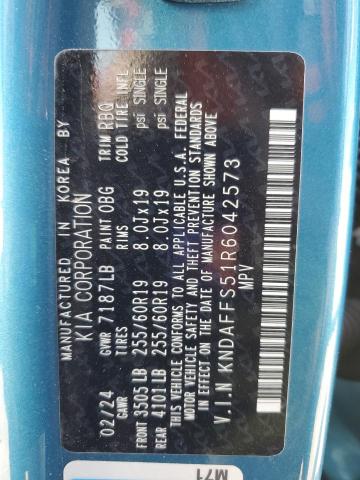 MANUFACTURED IN KOREA BY
KIA CORPORATION
02/24 GVWR 7187LB PAINT OBG TRIM RBQ
GAWR TIRES RIMS COLD TIRE INFL
FRONT 3505LB 255/60R19 8.0Jx19 psi SINGLE
REAR 4101LB 255/60R19 8.0Jx19 psi SINGLE
THIS VEHICLE CONFORMS TO ALL APPLICABLE U.S.A. FEDERAL
MOTOR VEHICLE SAFETY AND THEFT PREVENTION STANDARDS
IN EFFECT ON THE DATE OF MANUFACTURE SHOWN ABOVE
V.I.N KNDAFFS51R6042573
MPV
M71